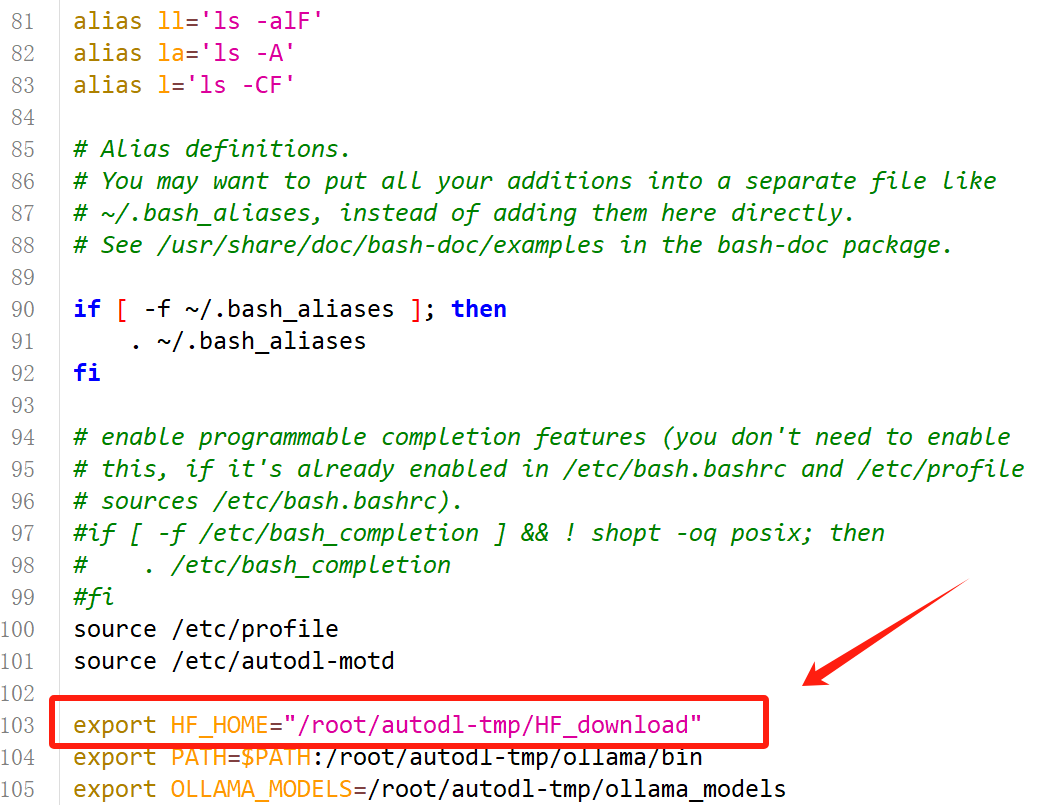 81 alias ll='ls -alF'
82 alias la='ls -A'
83 alias l='ls -CF'
84
85 # Alias definitions.
86 # You may want to put all your additions into a separate file like
87 # ~/.bash_aliases, instead of adding them here directly.
88 # See /usr/share/doc/bash-doc/examples in the bash-doc package.
89
90 if [ -f ~/.bash_aliases ]; then
91     . ~/.bash_aliases
92 fi
93
94 # enable programmable completion features (you don't need to enable
95 # this, if it's already enabled in /etc/bash.bashrc and /etc/profile
96 # sources /etc/bash.bashrc).
97 #if [ -f /etc/bash_completion ] && ! shopt -oq posix; then
98 #    . /etc/bash_completion
99 #fi
100 source /etc/profile
101 source /etc/autodl-motd
102
103 export HF_HOME="/root/autodl-tmp/HF_download"
104 export PATH=$PATH:/root/autodl-tmp/ollama/bin
105 export OLLAMA_MODELS=/root/autodl-tmp/ollama_models